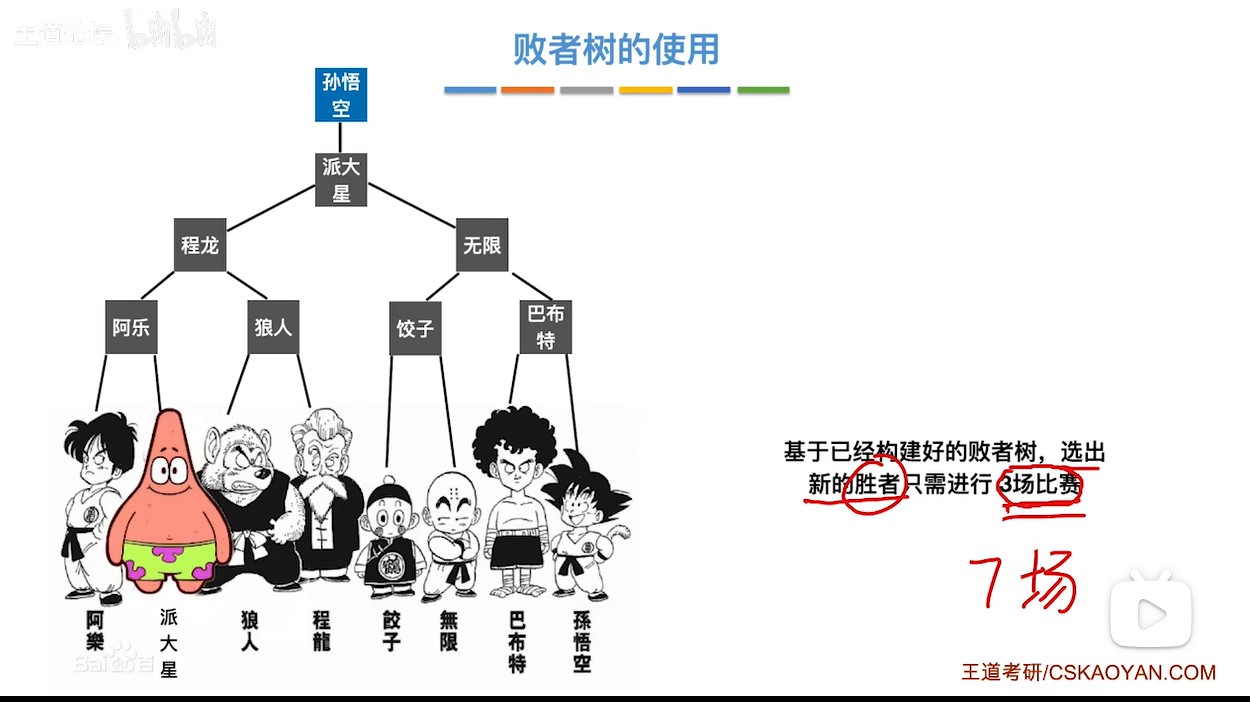 王道论坛 bilibili
败者树的使用
孙悟
空
派大
星
程龙
无限
阿乐
狼人
饺子
巴布
特
基于已经构建好的败者树，选出
新的胜者只需进行 3场比赛
7场
阿樂
派大星
狼人
程龍
餃子
無限
巴布特
孫悟空
Baidu百
王道考研/CSKAOYAN.COM